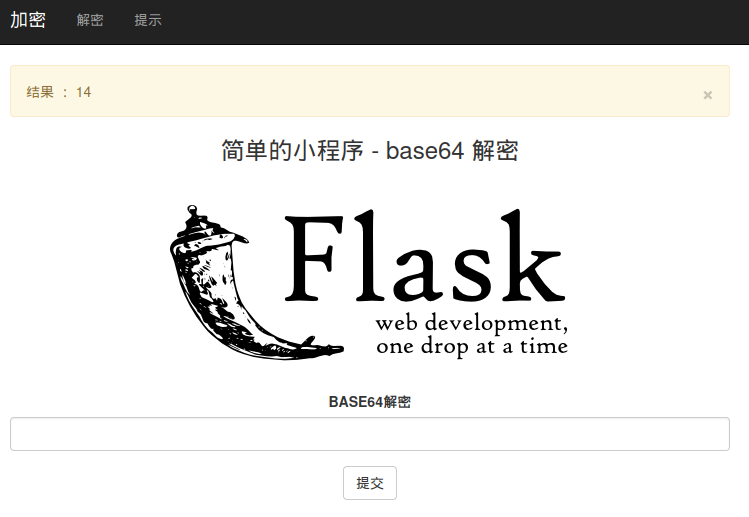 加密 解密 提示
结果 ： 14
×
简单的小程序 - base64 解密
Flask
web development,
one drop at a time
BASE64解密
提交